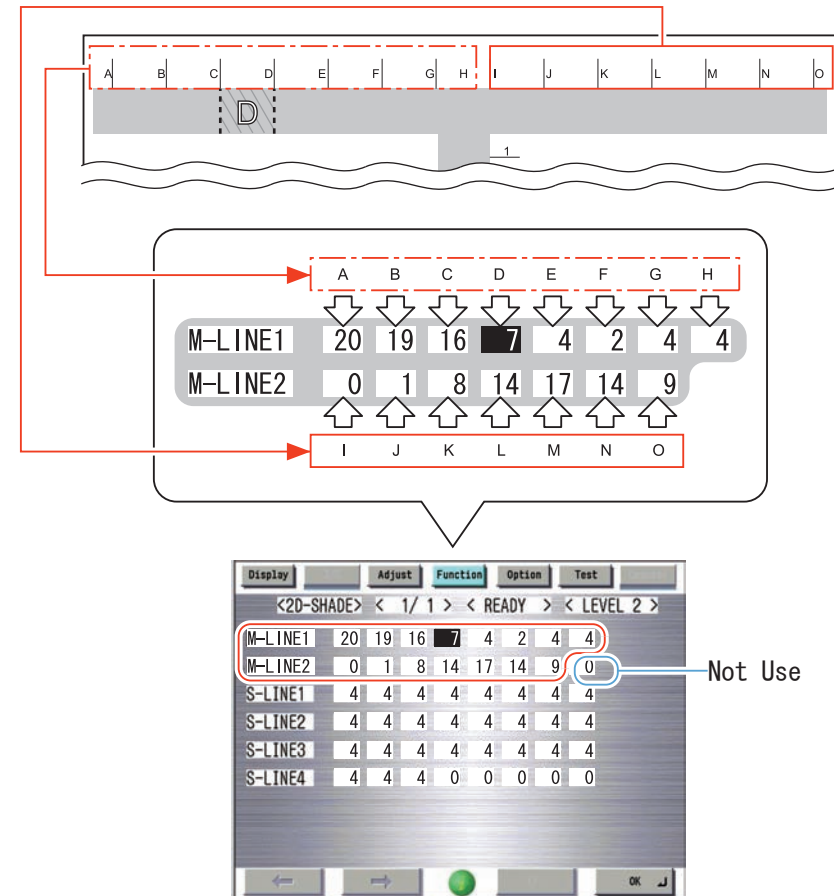 A B C D E F G H I J K L M N O
D
1
A B C D E F G H
M-LINE1 20 19 16 7 4 2 4 4
M-LINE2 0 1 8 14 17 14 9
I J K L M N O
Display Adjust Function Option Test
<2D-SHADE> < 1/ 1 > < READY > < LEVEL 2 >
M-LINE1 20 19 16 7 4 2 4 4
M-LINE2 0 1 8 14 17 14 9 0
Not Use
S-LINE1 4 4 4 4 4 4 4 4
S-LINE2 4 4 4 4 4 4 4 4
S-LINE3 4 4 4 4 4 4 4 4
S-LINE4 4 4 4 0 0 0 0 0
OK